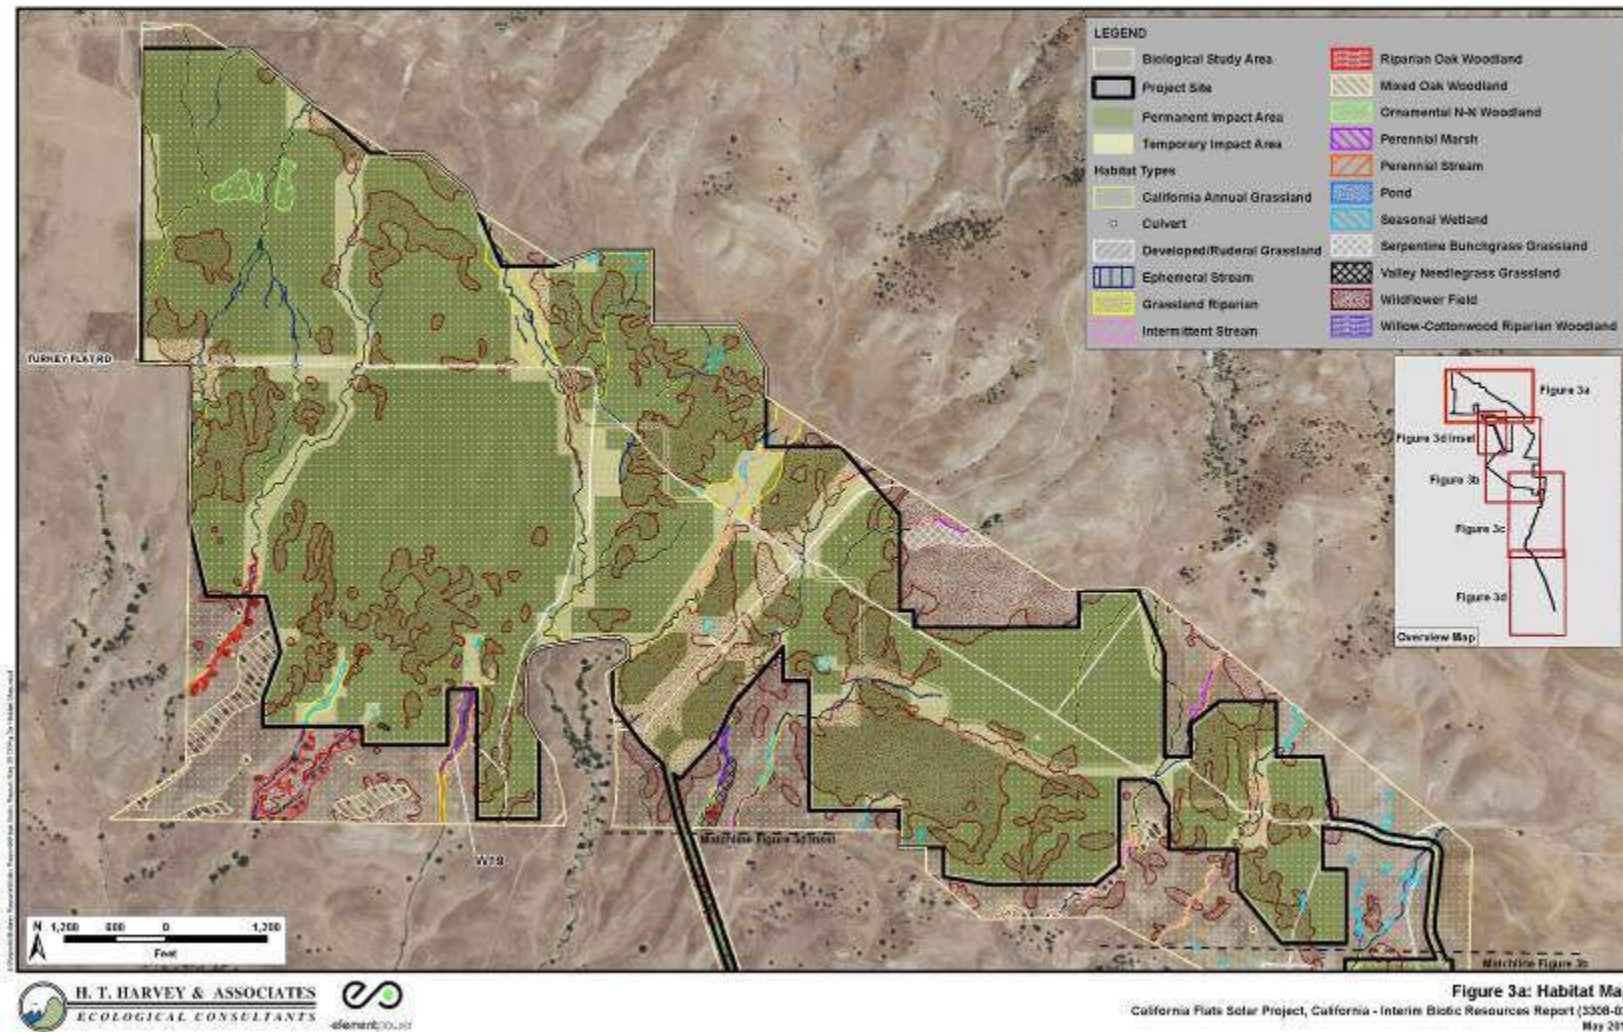 LEGEND
Biological Study Area
Project Site
Permanent Impact Area
Temporary Impact Area
Habitat Types
California Annual Grassland
Culvert
Developed/Ruderal Grassland
Ephemeral Stream
Grassland Riparian
Intermittent Stream
Riparian Oak Woodland
Mixed Oak Woodland
Ornamental N-N Woodland
Perennial Marsh
Perennial Stream
Pond
Seasonal Wetland
Serpentine Bunchgrass Grassland
Valley Needlegrass Grassland
Wildflower Field
Willow-Cottonwood Riparian Woodland
TURKEY FLAT RD
Figure 3a
Figure 3d Inset
Figure 3b
Figure 3c
Figure 3d
Overview Map
Matchline Figure 3d Inset
W19
N 1,200 600 0 1,200
Feet
Matchline Figure 3b
H. T. HARVEY & ASSOCIATES
ECOLOGICAL CONSULTANTS
elementpower
Figure 3a: Habitat Ma
California Flats Solar Project, California - Interim Biotic Resources Report (3308-
May 20